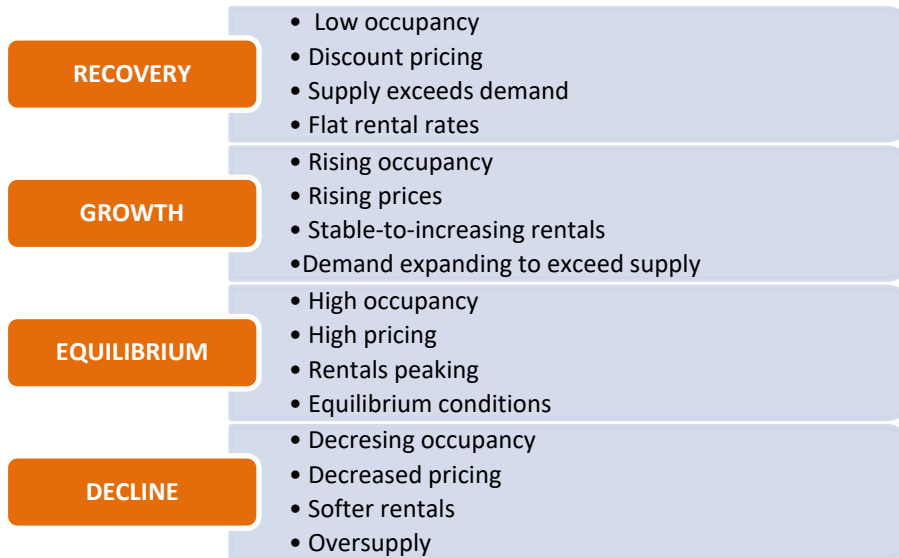 RECOVERY
• Low occupancy
• Discount pricing
• Supply exceeds demand
• Flat rental rates
GROWTH
• Rising occupancy
• Rising prices
• Stable-to-increasing rentals
•Demand expanding to exceed supply
EQUILIBRIUM
• High occupancy
• High pricing
• Rentals peaking
• Equilibrium conditions
DECLINE
• Decresing occupancy
• Decreased pricing
• Softer rentals
• Oversupply